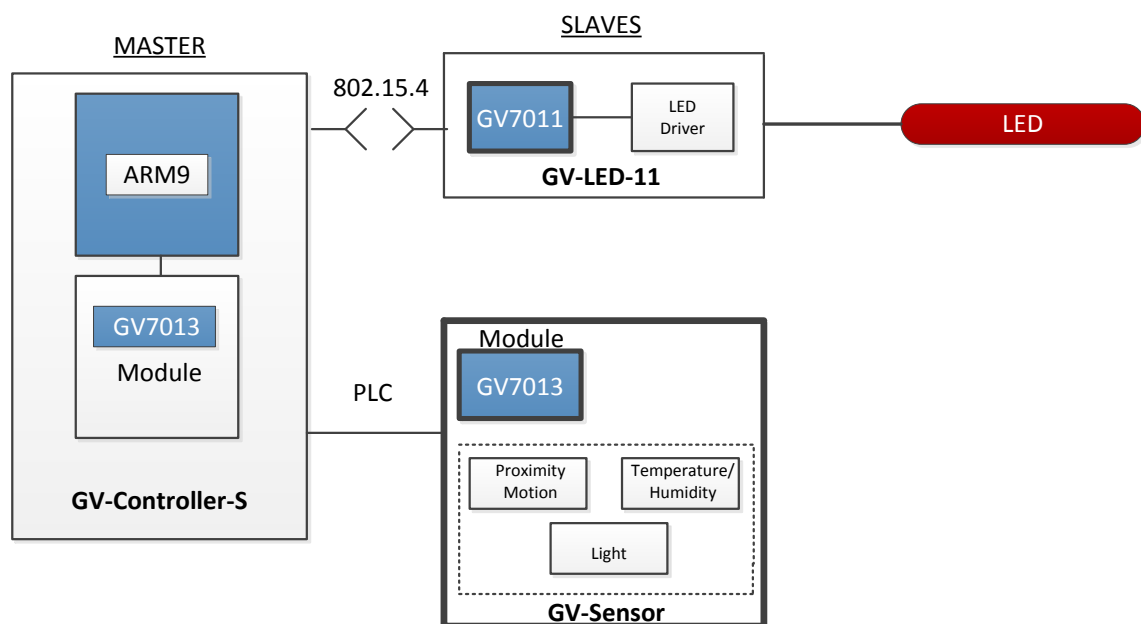 MASTER
ARM9
GV7013
Module
GV-Controller-S
802.15.4
PLC
SLAVES
GV7011
LED
Driver
GV-LED-11
LED
Module
GV7013
Proximity
Motion
Temperature/
Humidity
Light
GV-Sensor